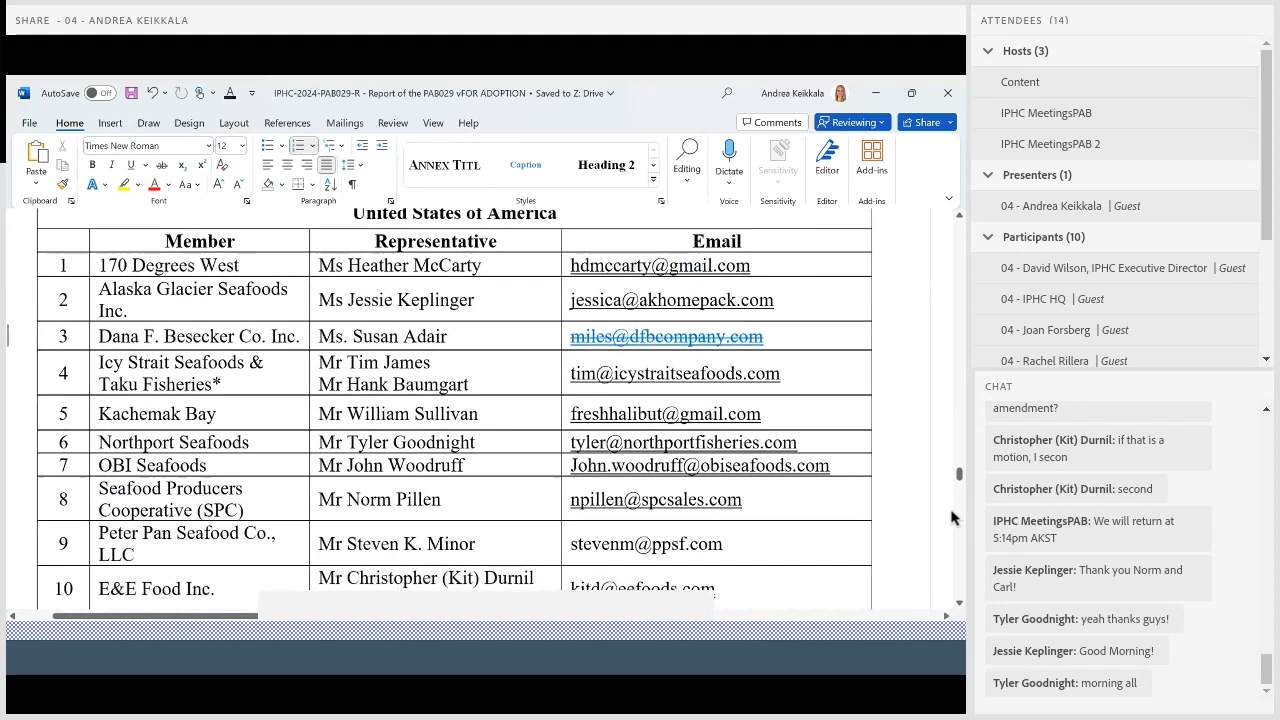 SHARE - 04 - ANDREA KEIKKALA
AutoSave Off
IPHC-2024-PAB029-R - Report of the PAB029 vFOR ADOPTION • Saved to Z: Drive
Andrea Keikkala
File Home Insert Draw Design Layout References Mailings Review View Help
Comments Reviewing Share
Times New Roman 12
Paste
ANNEX TITL Caption Heading 2
Editing Dictate Sensitivity Editor Add-ins
Clipboard Font Paragraph Styles Voice Sensitivity Editor Add-ins
United States of America
Member Representative Email
1 170 Degrees West Ms Heather McCarty hdmccarty@gmail.com
2 Alaska Glacier Seafoods Inc. Ms Jessie Keplinger jessica@akhomepack.com
3 Dana F. Besecker Co. Inc. Ms. Susan Adair miles@dfbcompany.com
4 Icy Strait Seafoods & Taku Fisheries* Mr Tim James Mr Hank Baumgart tim@icystraitseafoods.com
5 Kachemak Bay Mr William Sullivan freshhalibut@gmail.com
6 Northport Seafoods Mr Tyler Goodnight tyler@northportfisheries.com
7 OBI Seafoods Mr John Woodruff John.woodruff@obiseafoods.com
8 Seafood Producers Cooperative (SPC) Mr Norm Pillen npillen@spcsales.com
9 Peter Pan Seafood Co., LLC Mr Steven K. Minor stevenm@ppsf.com
10 E&E Food Inc. Mr Christopher (Kit) Durnil kitd@eefoods.com
ATTENDEES (14)
Hosts (3)
Content
IPHC MeetingsPAB
IPHC MeetingsPAB 2
Presenters (1)
04 - Andrea Keikkala | Guest
Participants (10)
04 - David Wilson, IPHC Executive Director | Guest
04 - IPHC HQ | Guest
04 - Joan Forsberg | Guest
04 - Rachel Rillera | Guest
CHAT
amendment?
Christopher (Kit) Durnil: if that is a
motion, I secon
Christopher (Kit) Durnil: second
IPHC MeetingsPAB: We will return at
5:14pm AKST
Jessie Keplinger: Thank you Norm and
Carl!
Tyler Goodnight: yeah thanks guys!
Jessie Keplinger: Good Morning!
Tyler Goodnight: morning all